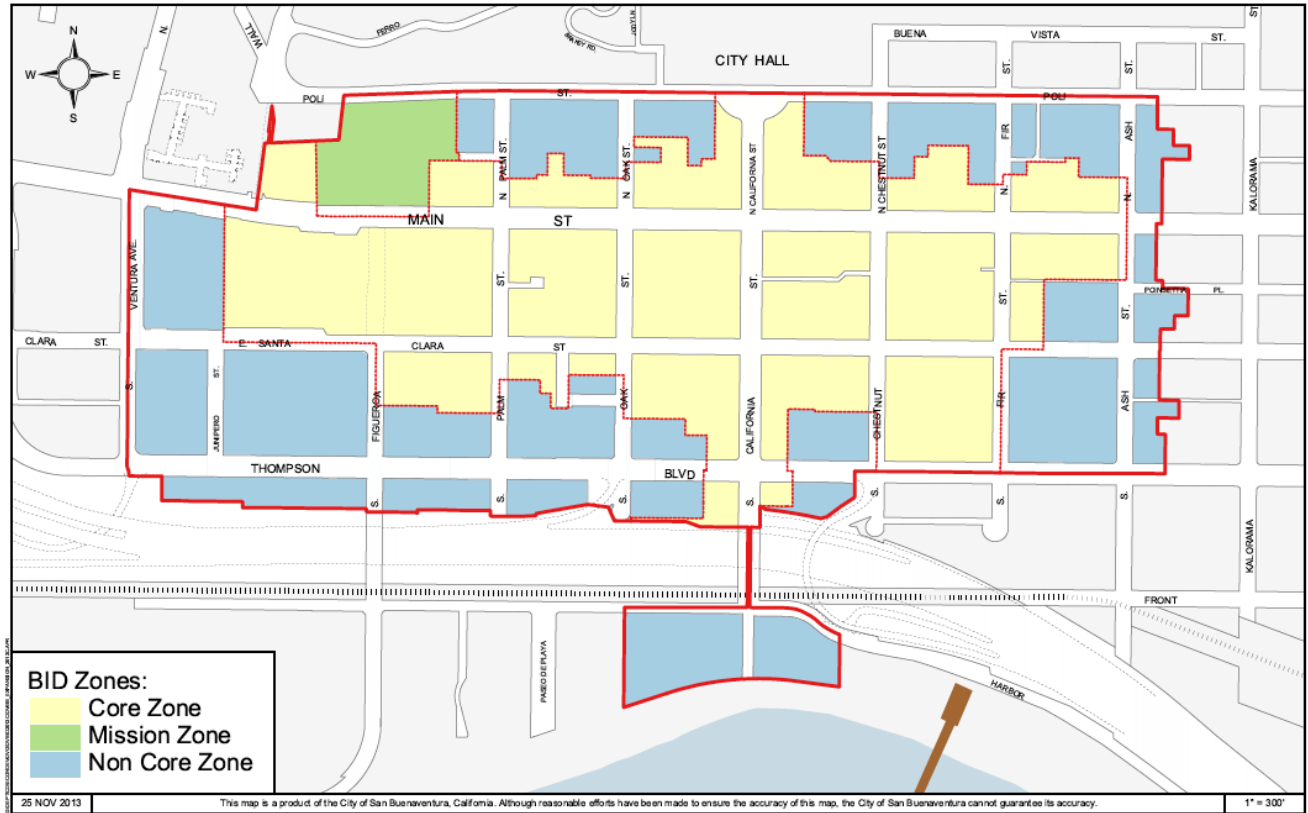 N
W
E
S
WALL
N.
FERRO
CITY HALL
BUENA
VISTA
ST.
ST
ST.
ST.
POLI
ST.
POLI
N PALM ST.
N OAK ST.
N CALIFORNIA ST
N CHESTNUT ST
FIR
N.
ASH
N.
KALORAMA
MAIN
ST
VENTURA AVE.
S.
ST.
ST.
ST.
ST.
ST.
POINSETTIA
PL.
CLARA
ST.
E. SANTA
CLARA
ST
JUNIPERO
ST.
FIGUEROA
PALM
OAK
CALIFORNIA
CHESTNUT
FIR
ASH
THOMPSON
BLVD
S.
S.
S.
S.
S.
S.
S.
KALORAMA
FRONT
PASEO DE PLAYA
HARBOR
BID Zones:
Core Zone
Mission Zone
Non Core Zone
25 NOV 2013
This map is a product of the City of San Buenaventura, California. Although reasonable efforts have been made to ensure the accuracy of this map, the City of San Buenaventura cannot guarantee its accuracy.
1" = 300'